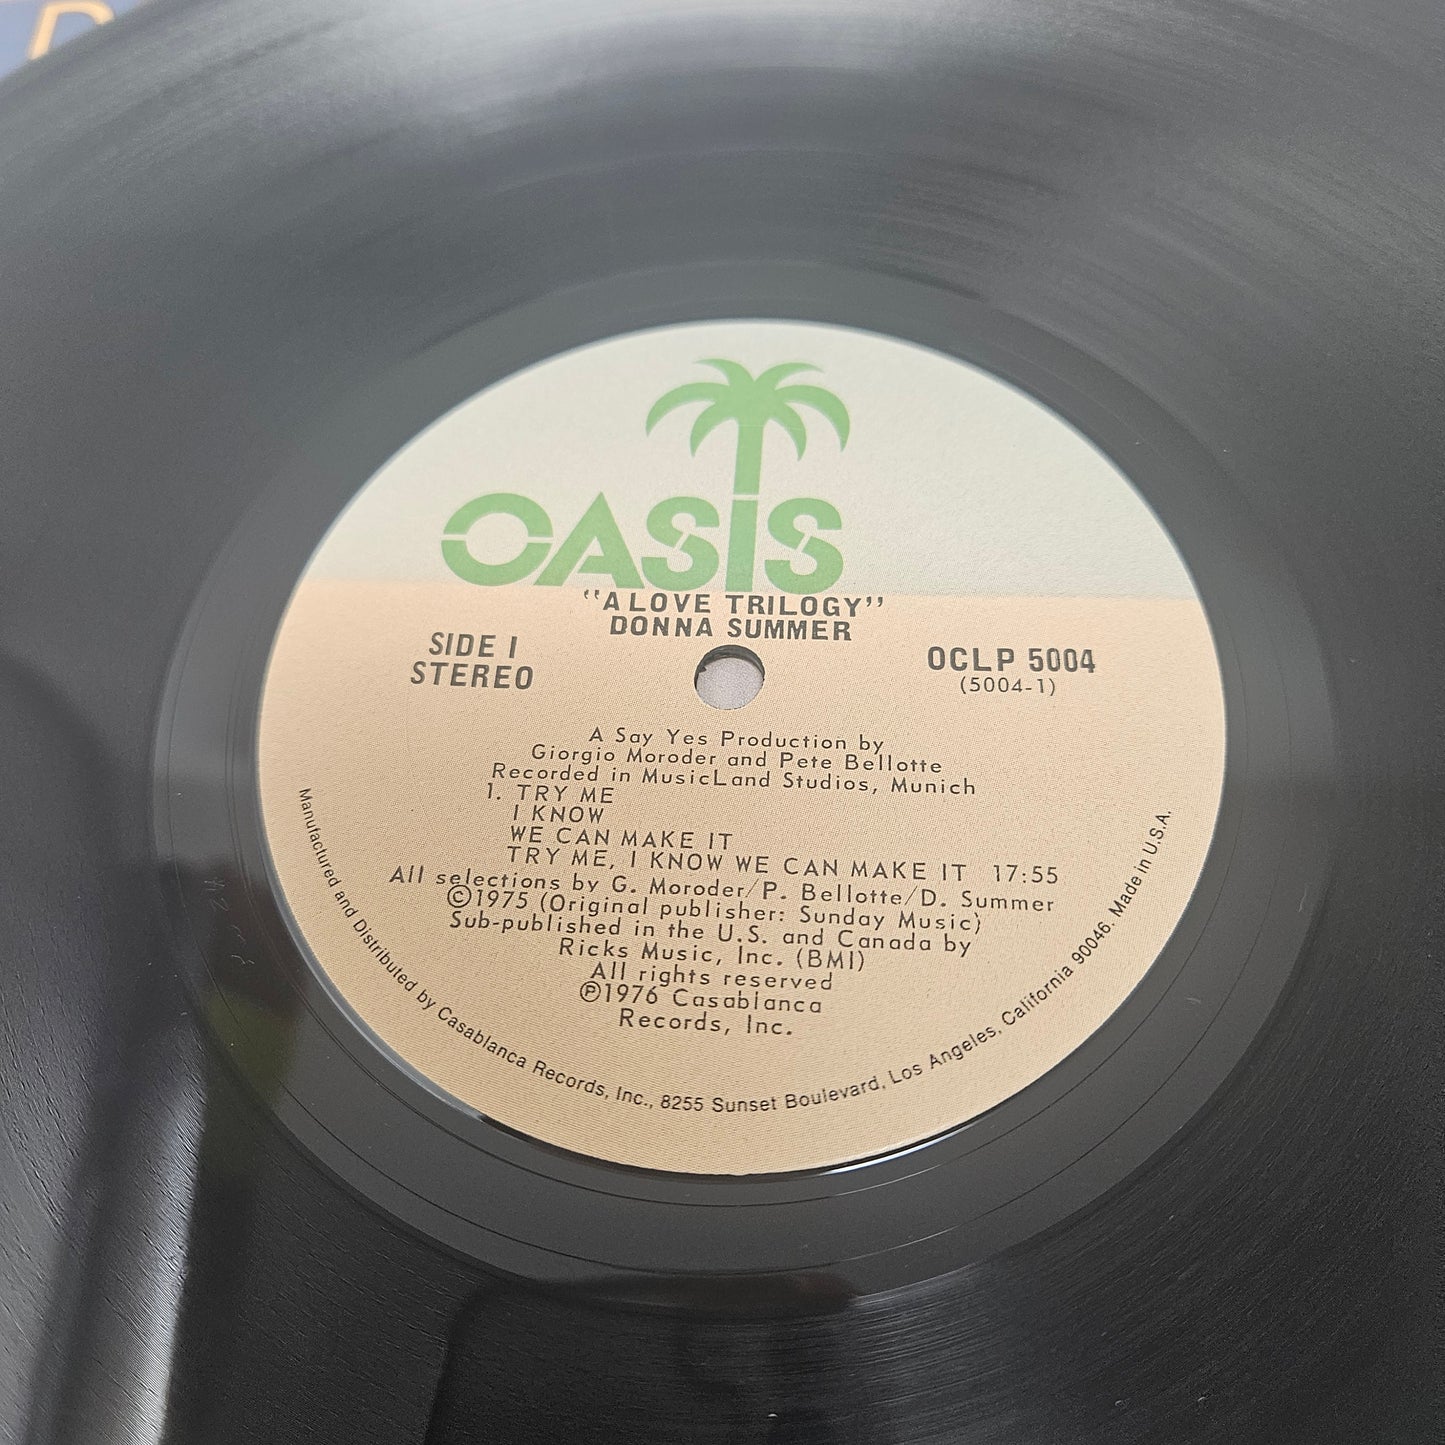 OASIS
"A LOVE TRILOGY"
DONNA SUMMER
SIDE 1
STEREO
OCLP 5004
(5004-1)
A Say Yes Production by
Giorgio Moroder and Pete Bellotte
Recorded in MusicLand Studios, Munich
1. TRY ME
I KNOW
WE CAN MAKE IT
TRY ME, I KNOW WE CAN MAKE IT 17:55
All selections by G. Moroder/P. Bellotte/D. Summer
©1975 (Original publisher: Sunday Music)
Sub-published in the U.S. and Canada by
Ricks Music, Inc. (BMI)
All rights reserved
℗1976 Casablanca
Records, Inc.
Manufactured and Distributed by Casablanca Records, Inc., 8255 Sunset Boulevard, Los Angeles, California 90046. Made in U.S.A.